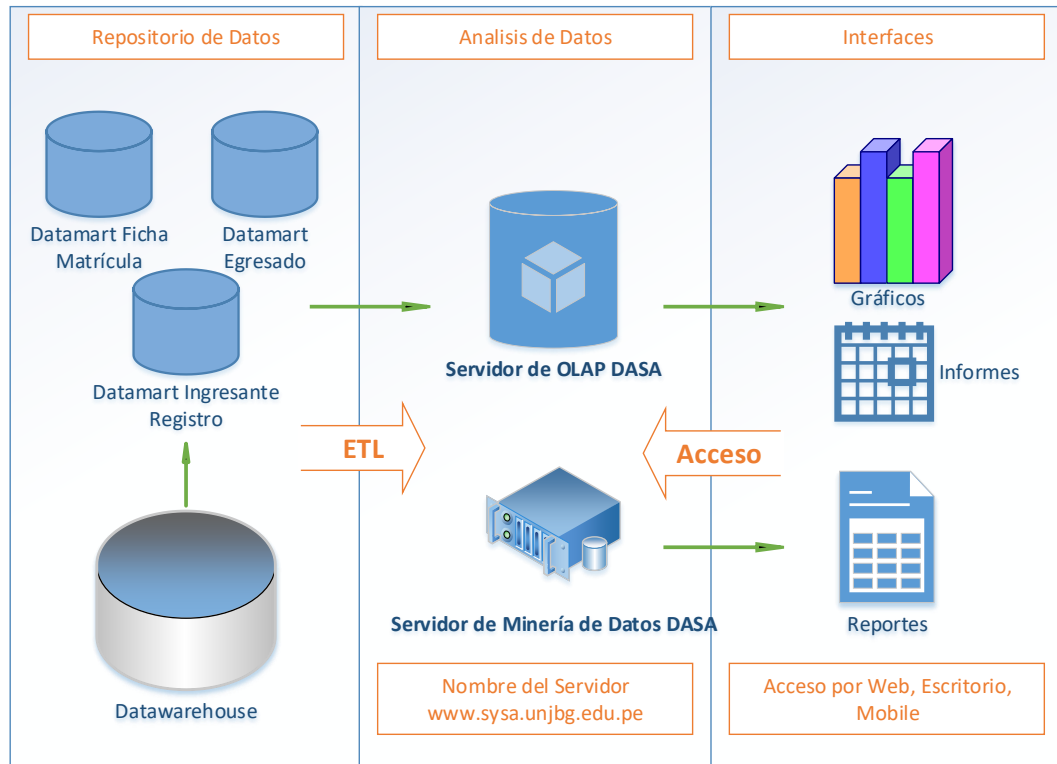 Repositorio de Datos
Analisis de Datos
Interfaces
Datamart Ficha
Matrícula
Datamart
Egresado
Datamart Ingresante
Registro
Datawarehouse
ETL
Servidor de OLAP DASA
Servidor de Minería de Datos DASA
Nombre del Servidor
www.sysa.unjbg.edu.pe
Acceso
Gráficos
Informes
Reportes
Acceso por Web, Escritorio,
Mobile